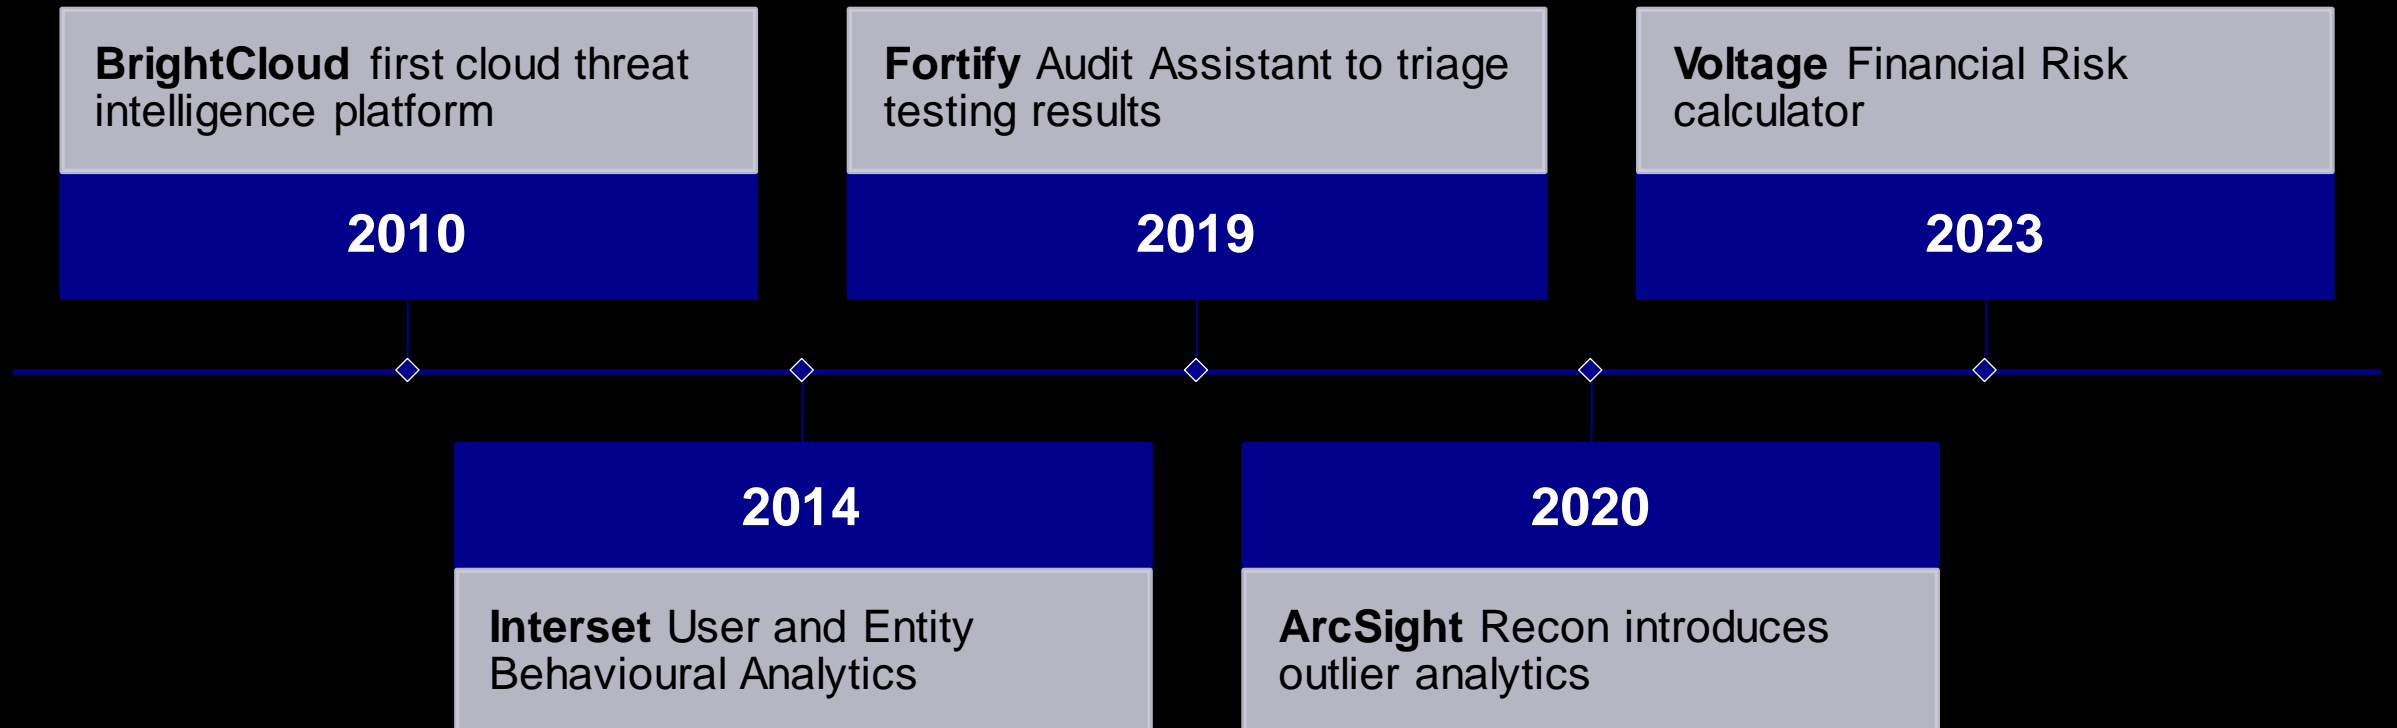 BrightCloud first cloud threat
intelligence platform
2010
Fortify Audit Assistant to triage
testing results
2019
Voltage Financial Risk
calculator
2023
2014
Interset User and Entity
Behavioural Analytics
2020
ArcSight Recon introduces
outlier analytics